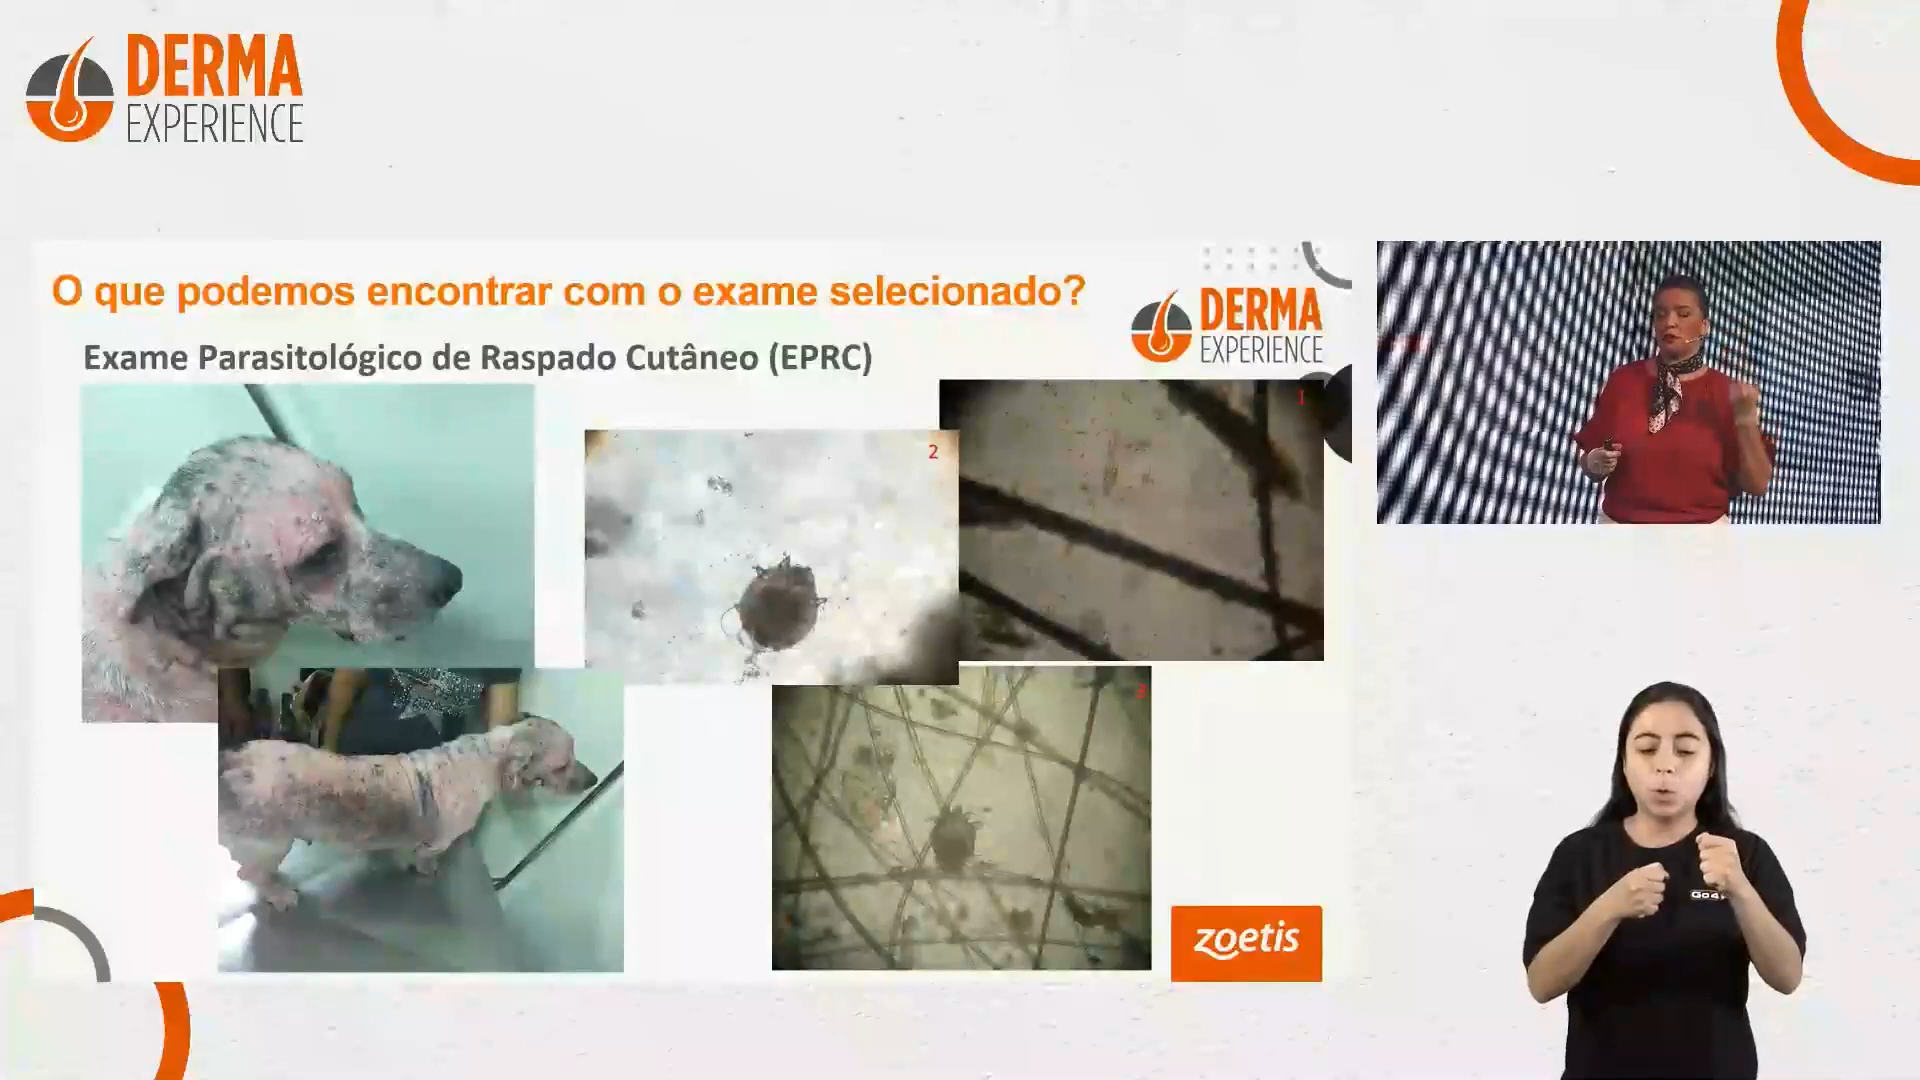 DERMA
EXPERIENCE
O que podemos encontrar com o exame selecionado?
DERMA
EXPERIENCE
Exame Parasitológico de Raspado Cutâneo (EPRC)
1
2
3
zoetis